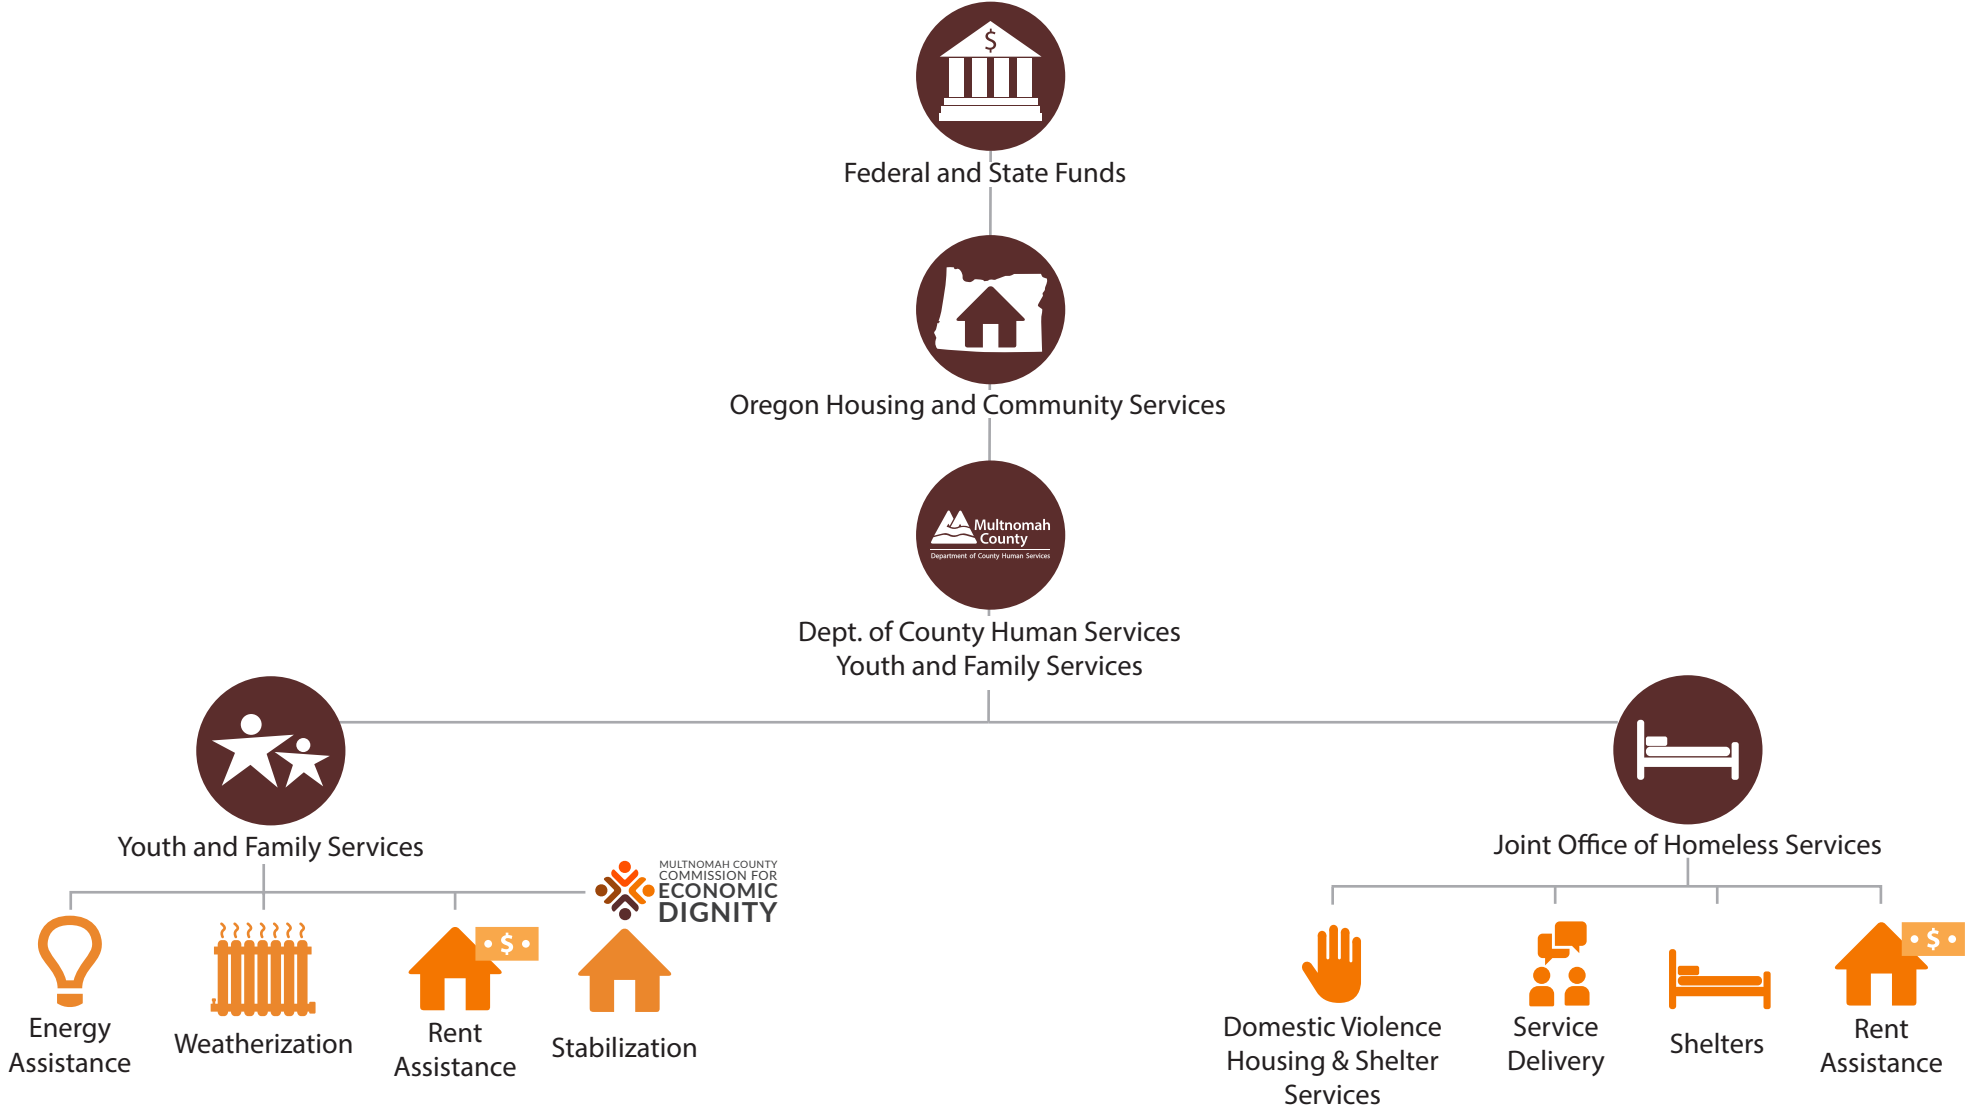 $
Federal and State Funds
Oregon Housing and Community Services
Multnomah
County
Department of County Human Services
Dept. of County Human Services
Youth and Family Services
Youth and Family Services
MULTNOMAH COUNTY
COMMISSION FOR
ECONOMIC
DIGNITY
$
Energy
Assistance
Weatherization
Rent
Assistance
Stabilization
Joint Office of Homeless Services
$
Domestic Violence
Housing & Shelter
Services
Service
Delivery
Shelters
Rent
Assistance